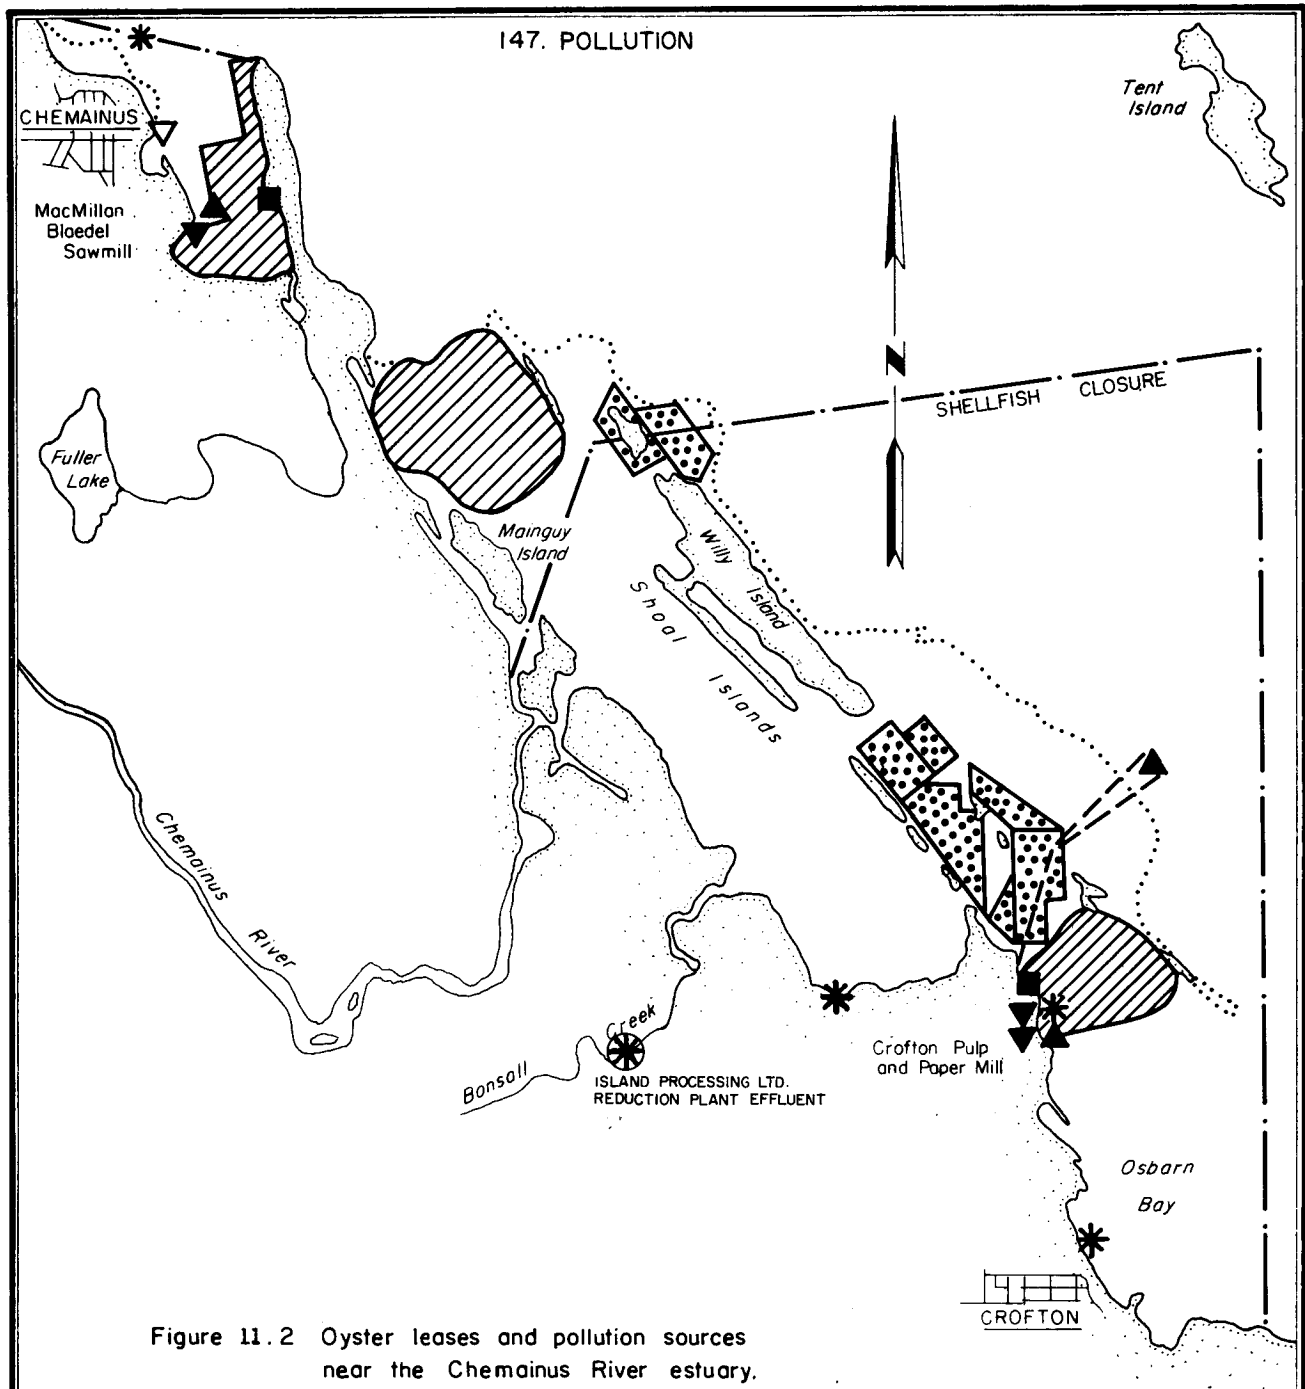 147. POLLUTION
Tent
Island
CHEMAINUS
MacMillan
Bloedel
Sawmill
N
SHELLFISH CLOSURE
Fuller
Lake
Mainguy
Island
Willy
Island
Shoal Islands
Chemainus
River
Bonsall Creek
ISLAND PROCESSING LTD.
REDUCTION PLANT EFFLUENT
Crofton Pulp
and Paper Mill
Osborn
Bay
CROFTON
Figure 11.2 Oyster leases and pollution sources
near the Chemainus River estuary.